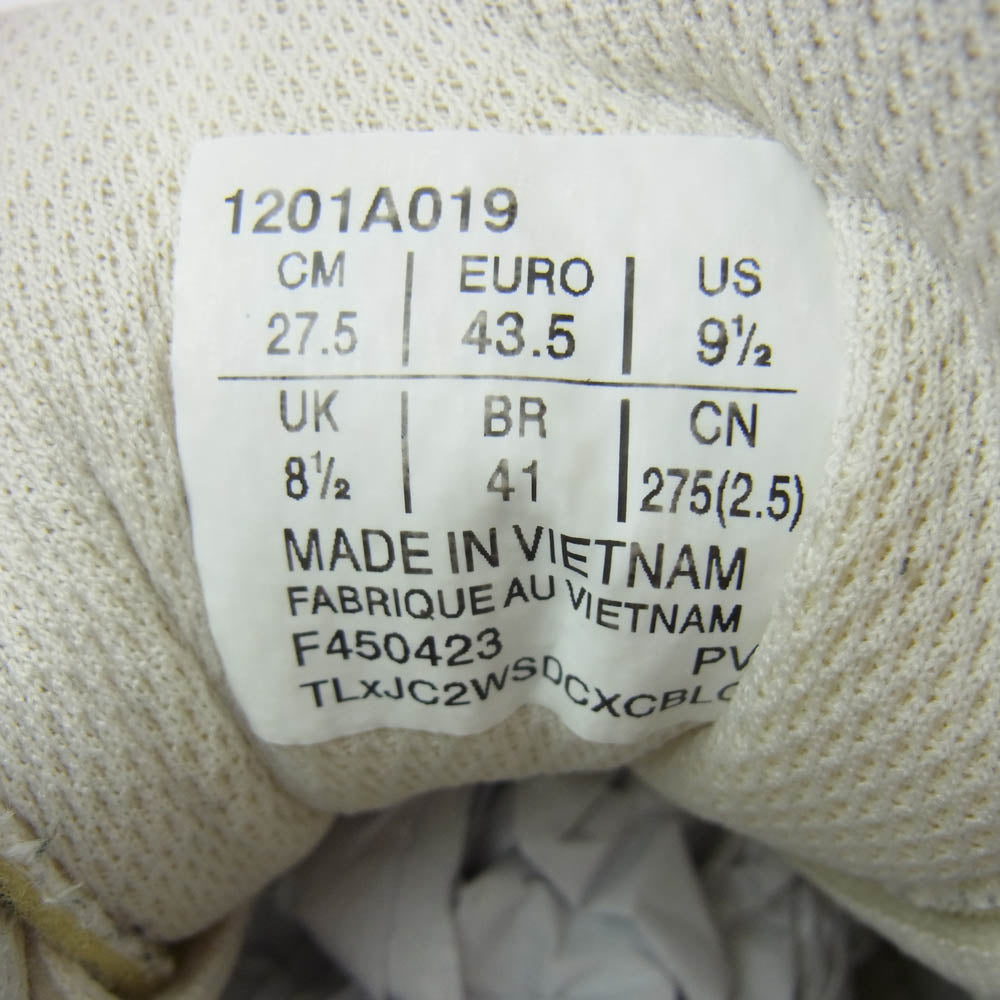 1201A019
CM EURO US
27.5 43.5 9½
UK BR CN
8½ 41 275(2.5)
MADE IN VIETNAM
FABRIQUE AU VIETNAM
F450423 PV